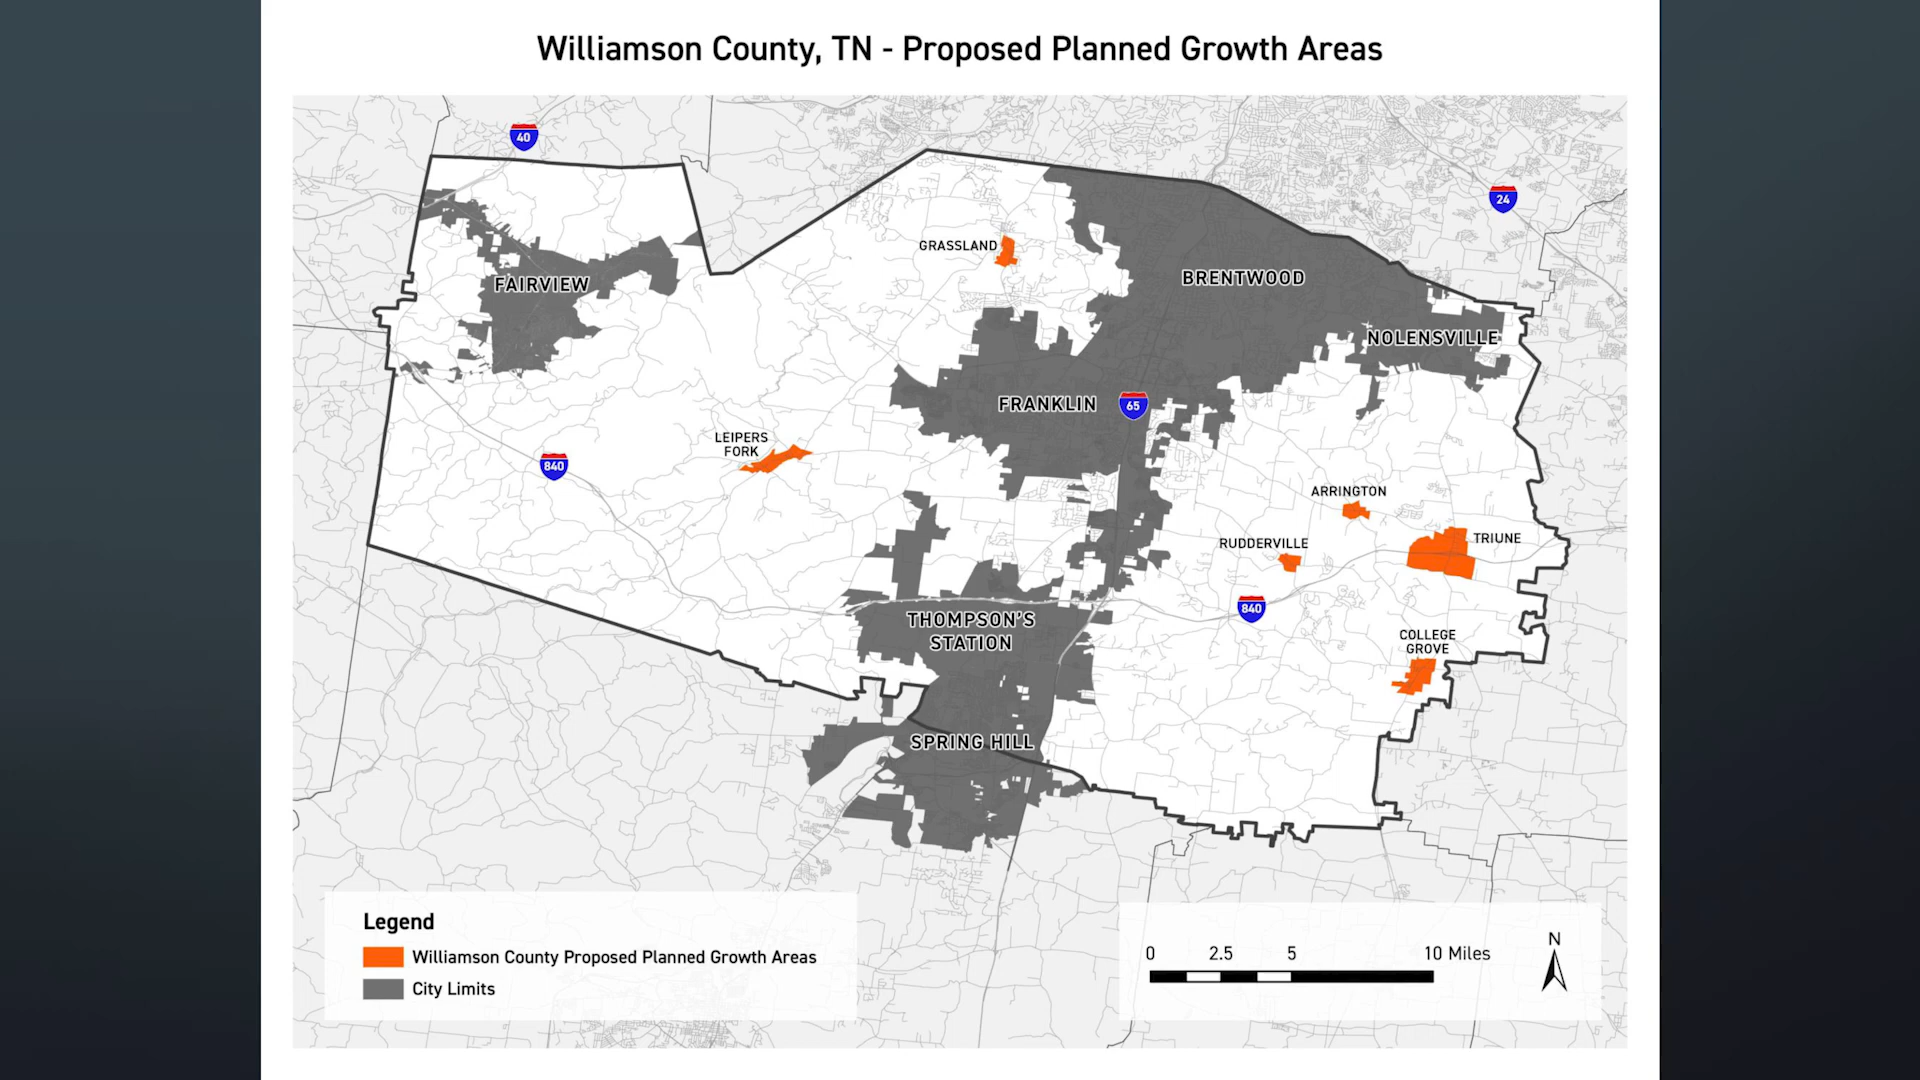 Williamson County, TN - Proposed Planned Growth Areas
40
24
GRASSLAND
BRENTWOOD
FAIRVIEW
NOLENSVILLE
FRANKLIN
65
LEIPERS
FORK
840
ARRINGTON
TRIUNE
RUDDERVILLE
840
THOMPSON'S
STATION
COLLEGE
GROVE
SPRING HILL
Legend
Williamson County Proposed Planned Growth Areas
City Limits
0 2.5 5 10 Miles
N